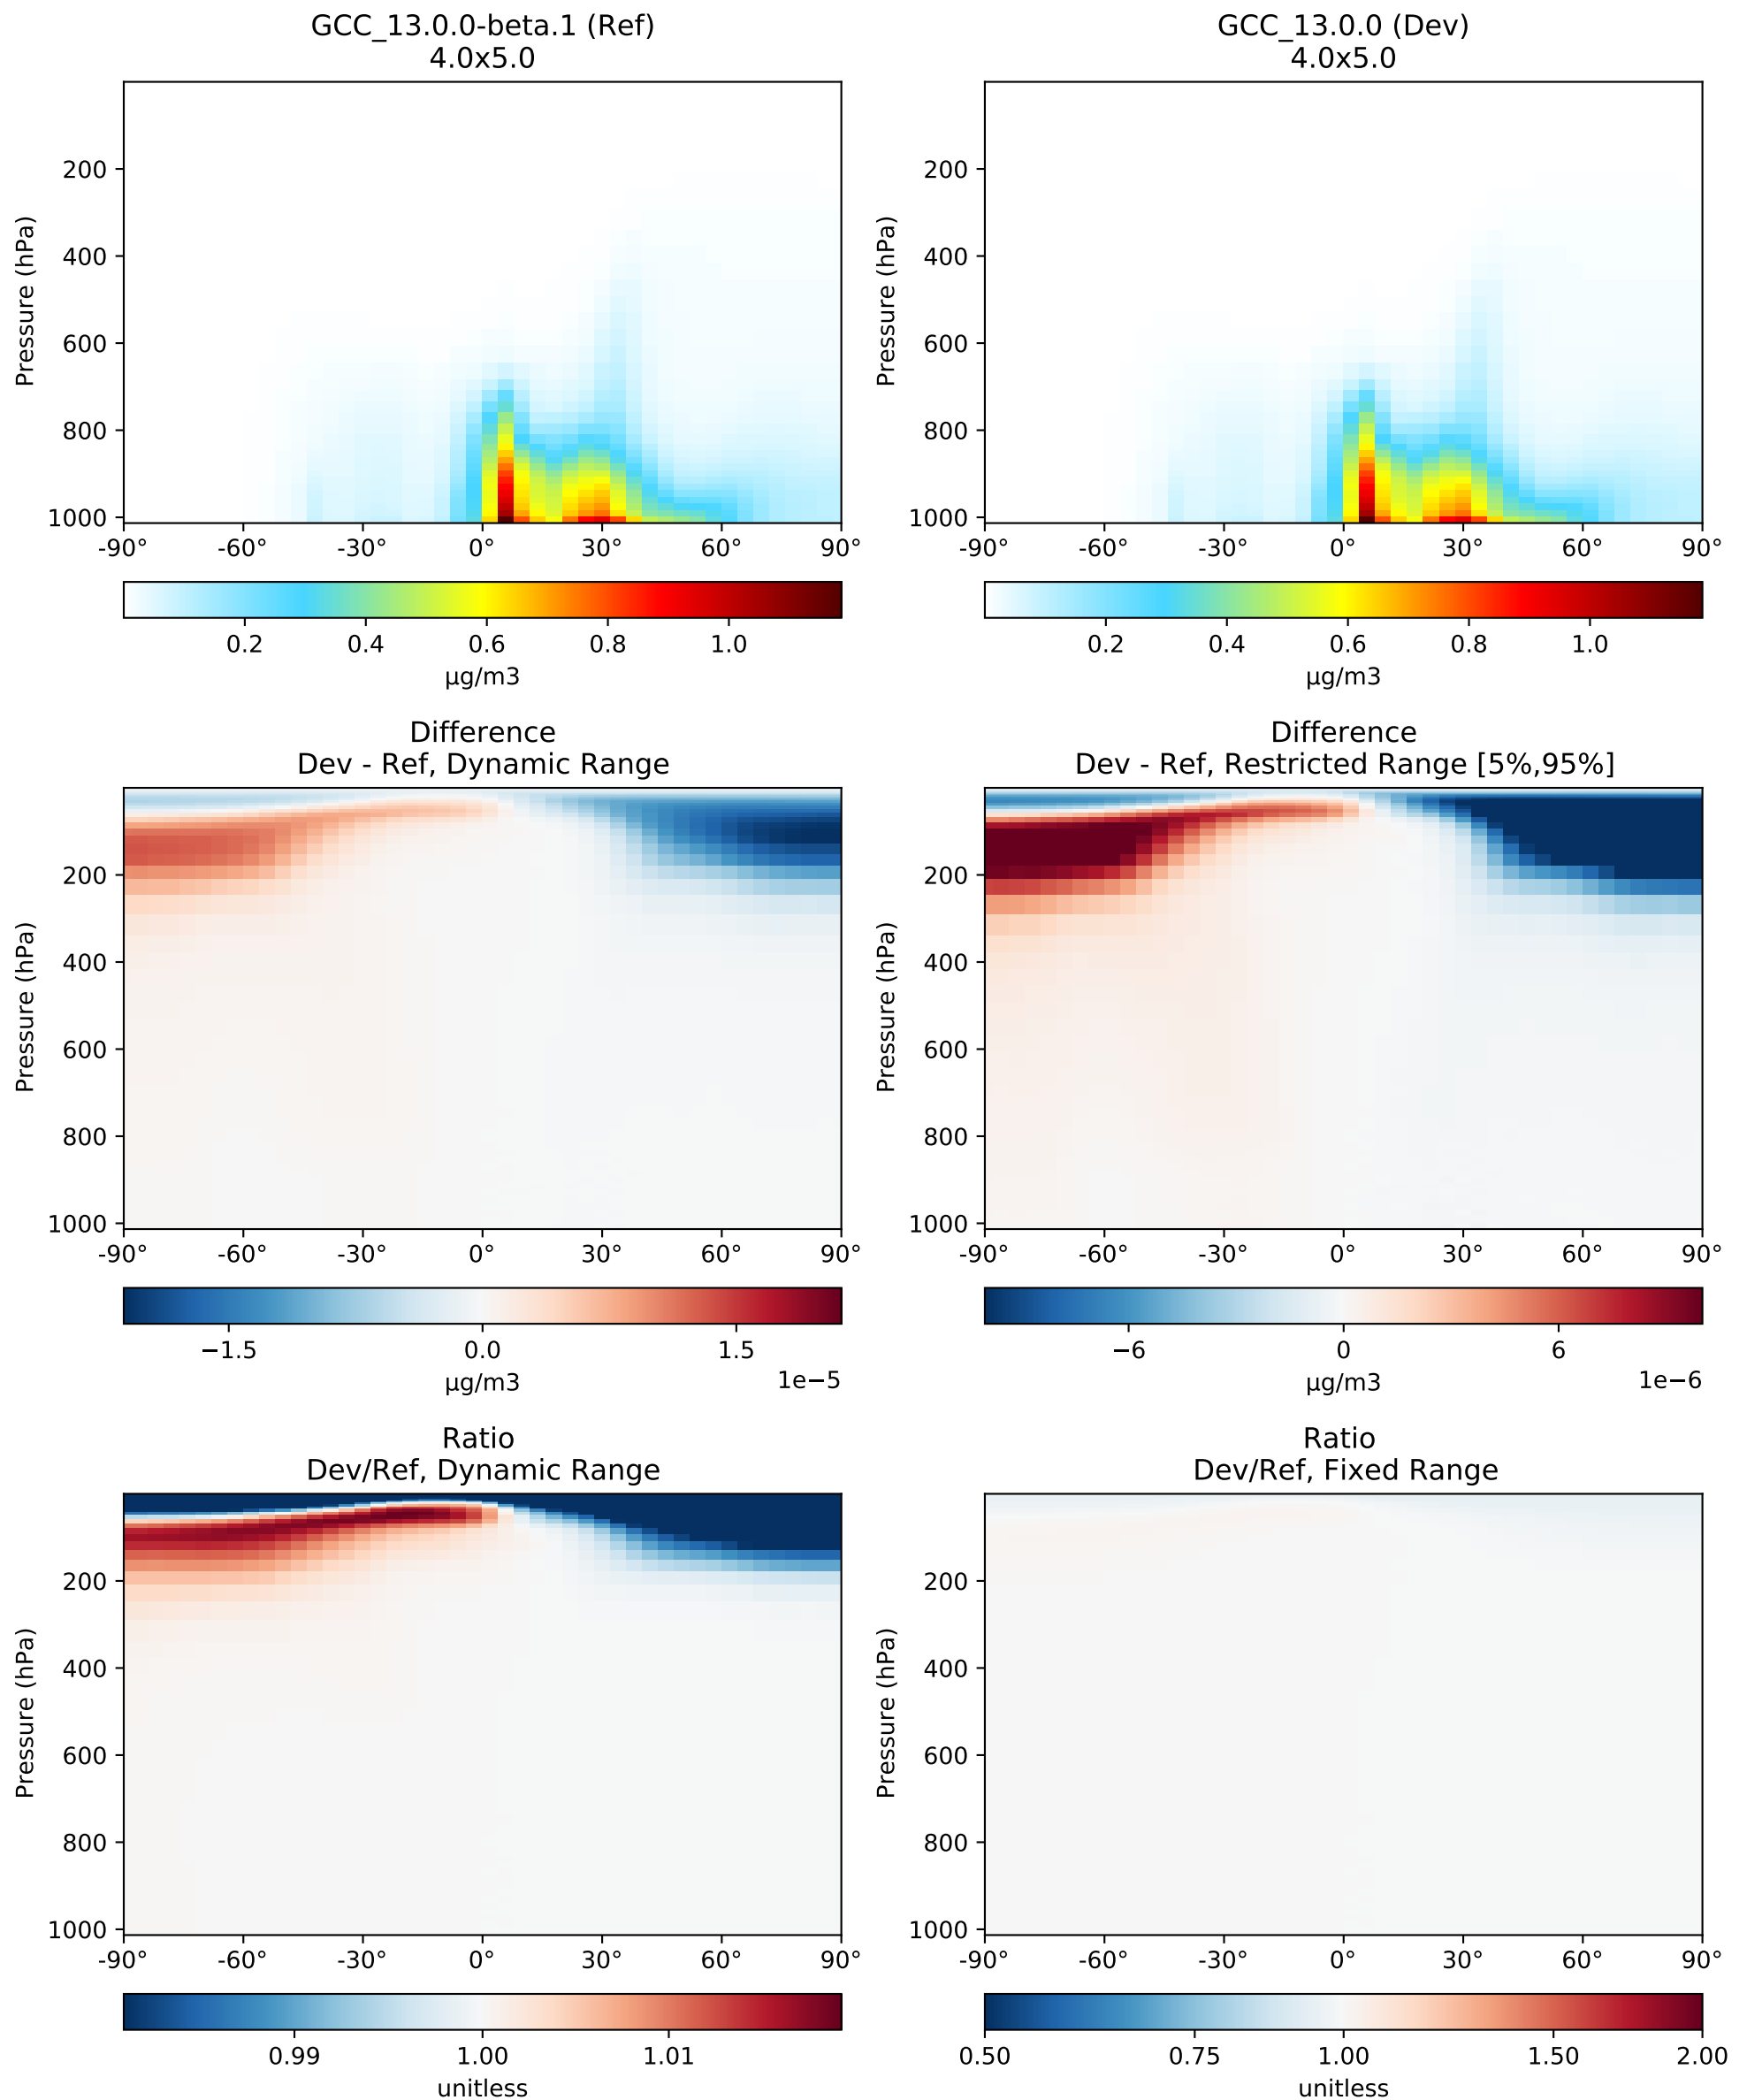 GCC_13.0.0-beta.1 (Ref)
4.0x5.0
Pressure (hPa)
200
400
600
800
1000
-90° -60° -30° 0° 30° 60° 90°
0.2 0.4 0.6 0.8 1.0
μg/m3
GCC_13.0.0 (Dev)
4.0x5.0
Pressure (hPa)
200
400
600
800
1000
-90° -60° -30° 0° 30° 60° 90°
0.2 0.4 0.6 0.8 1.0
μg/m3
Difference
Dev - Ref, Dynamic Range
Pressure (hPa)
200
400
600
800
1000
-90° -60° -30° 0° 30° 60° 90°
−1.5 0.0 1.5
μg/m3 1e−5
Difference
Dev - Ref, Restricted Range [5%,95%]
Pressure (hPa)
200
400
600
800
1000
-90° -60° -30° 0° 30° 60° 90°
−6 0 6
μg/m3 1e−6
Ratio
Dev/Ref, Dynamic Range
Pressure (hPa)
200
400
600
800
1000
-90° -60° -30° 0° 30° 60° 90°
0.99 1.00 1.01
unitless
Ratio
Dev/Ref, Fixed Range
Pressure (hPa)
200
400
600
800
1000
-90° -60° -30° 0° 30° 60° 90°
0.50 0.75 1.00 1.50 2.00
unitless